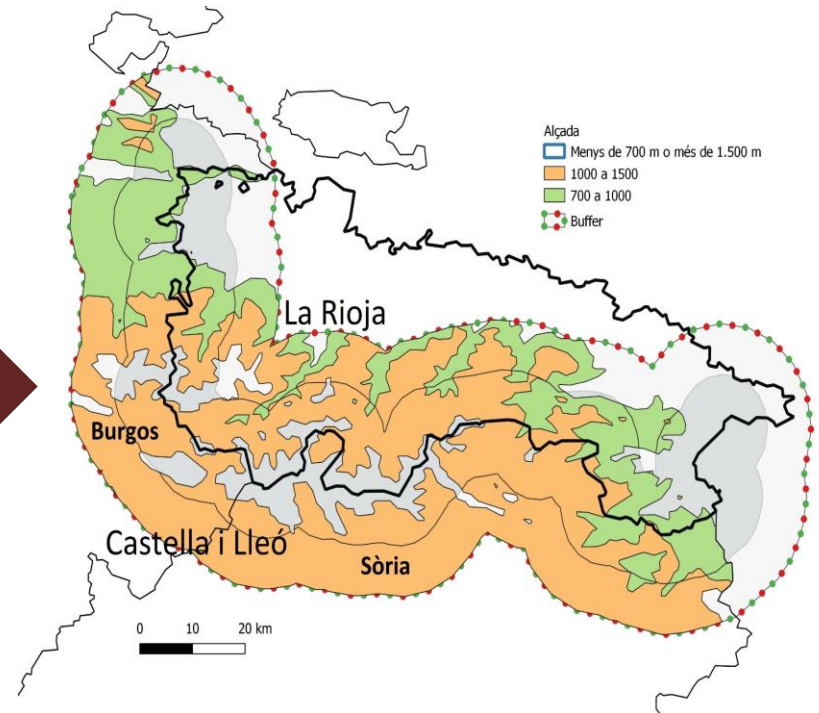 Alçada
Menys de 700 m o més de 1.500 m
1000 a 1500
700 a 1000
Buffer
La Rioja
Burgos
Castella i Lleó
Sòria
0 10 20 km